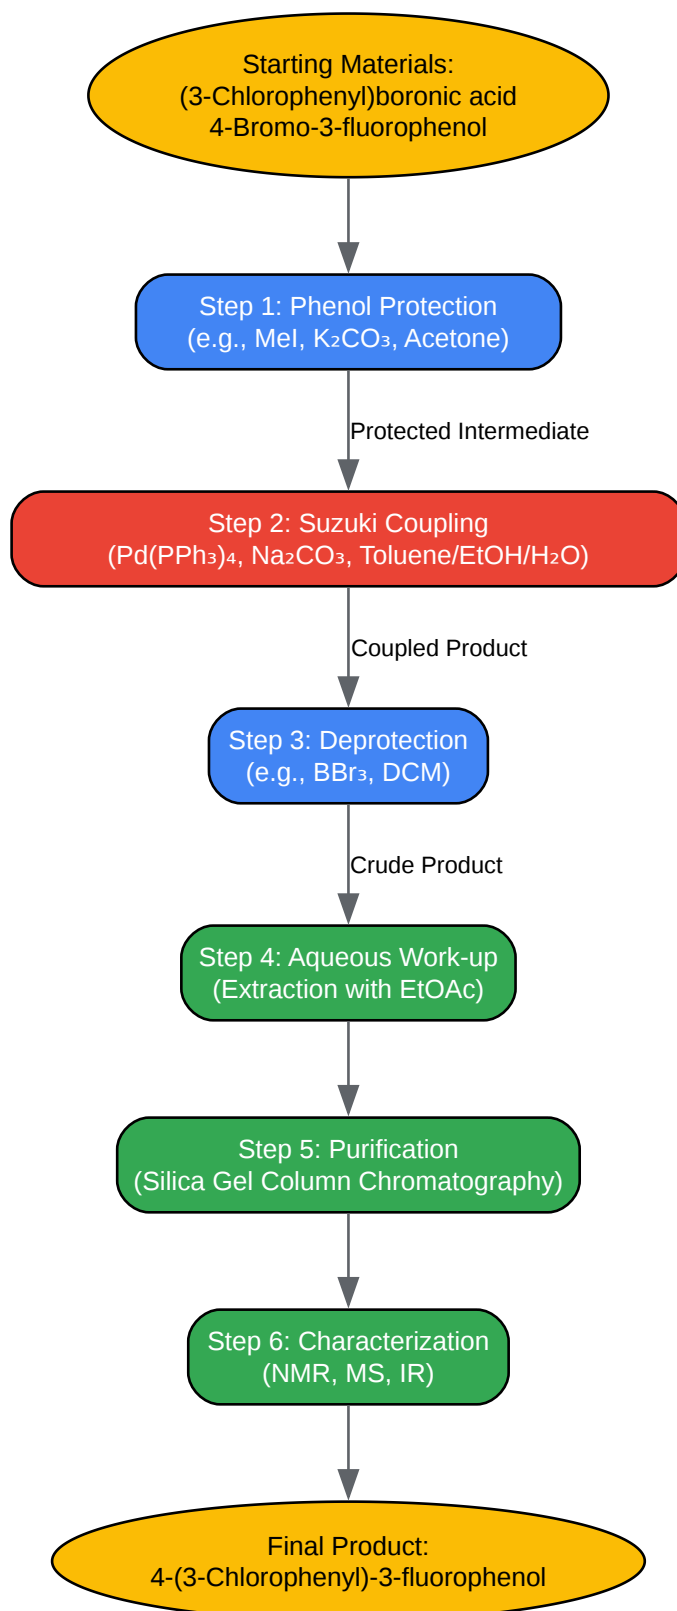 Starting Materials:
(3-Chlorophenyl)boronic acid
4-Bromo-3-fluorophenol
Step 1: Phenol Protection
(e.g., MeI, K₂CO₃, Acetone)
Protected Intermediate
Step 2: Suzuki Coupling
(Pd(PPh₃)₄, Na₂CO₃, Toluene/EtOH/H₂O)
Coupled Product
Step 3: Deprotection
(e.g., BBr₃, DCM)
Crude Product
Step 4: Aqueous Work-up
(Extraction with EtOAc)
Step 5: Purification
(Silica Gel Column Chromatography)
Step 6: Characterization
(NMR, MS, IR)
Final Product:
4-(3-Chlorophenyl)-3-fluorophenol